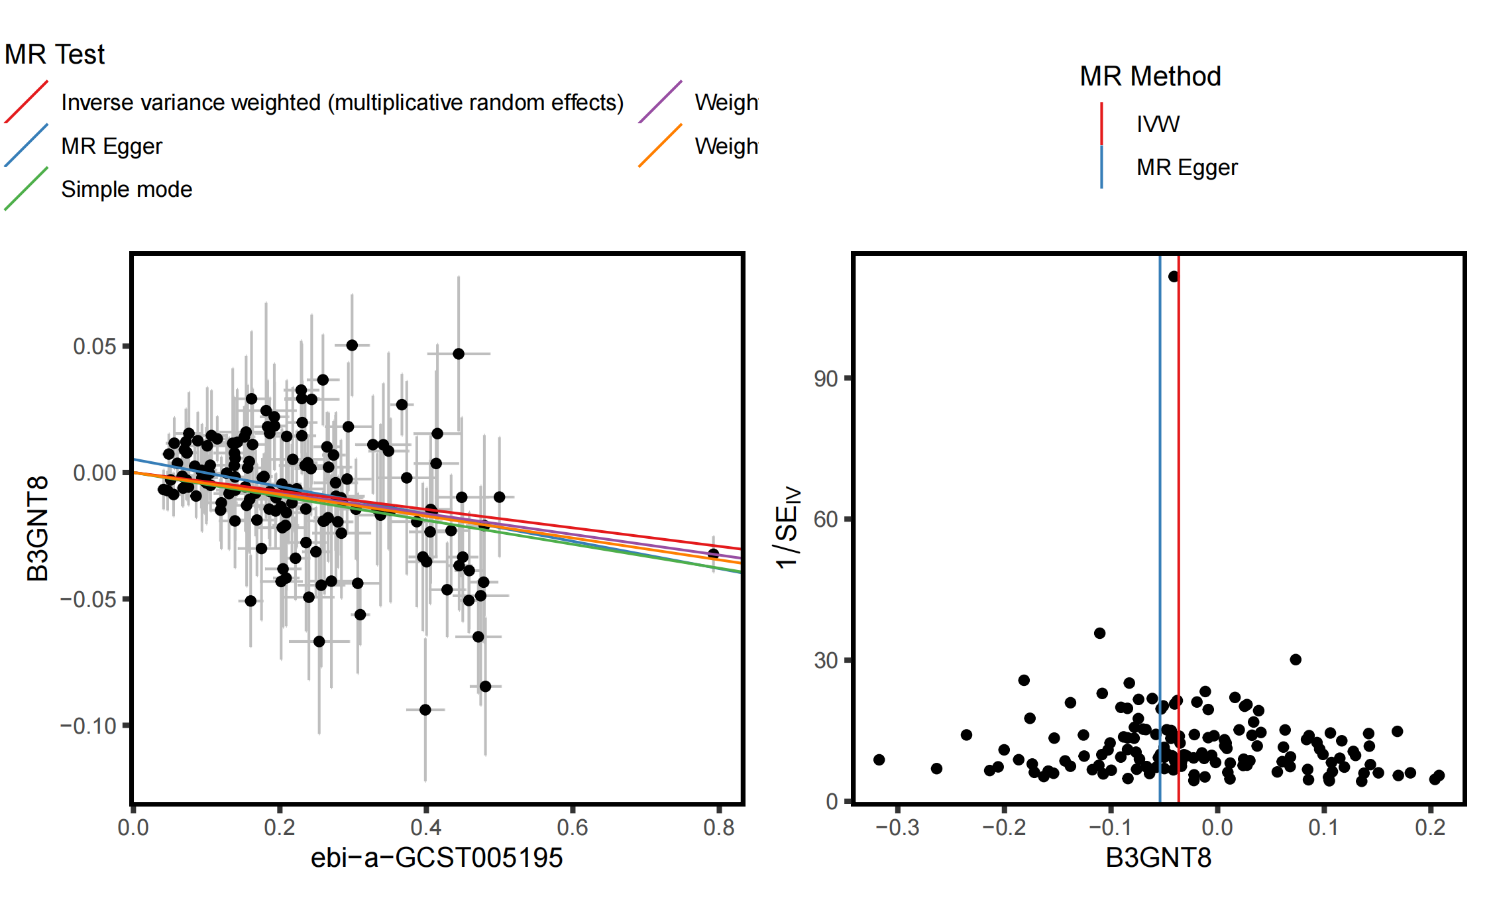 MR Test
Inverse variance weighted (multiplicative random effects)
Weigh
MR Egger
Weigh
Simple mode
MR Method
IVW
MR Egger
0.05
0.00
−0.05
−0.10
B3GNT8
0.0
0.2
0.4
0.6
0.8
ebi−a−GCST005195
90
60
30
0
1/SEIV
−0.3
−0.2
−0.1
0.0
0.1
0.2
B3GNT8